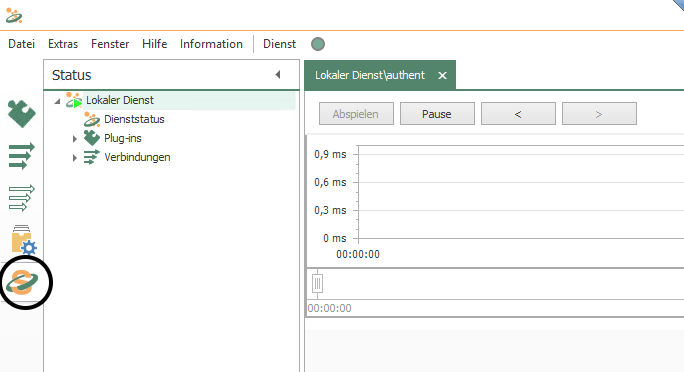 Datei Extras Fenster Hilfe Information Dienst
Status
Lokaler Dienst\authent
Lokaler Dienst
Dienststatus
Plug-ins
Verbindungen
Abspielen Pause < >
0,9 ms
0,6 ms
0,3 ms
0 ms
00:00:00
00:00:00